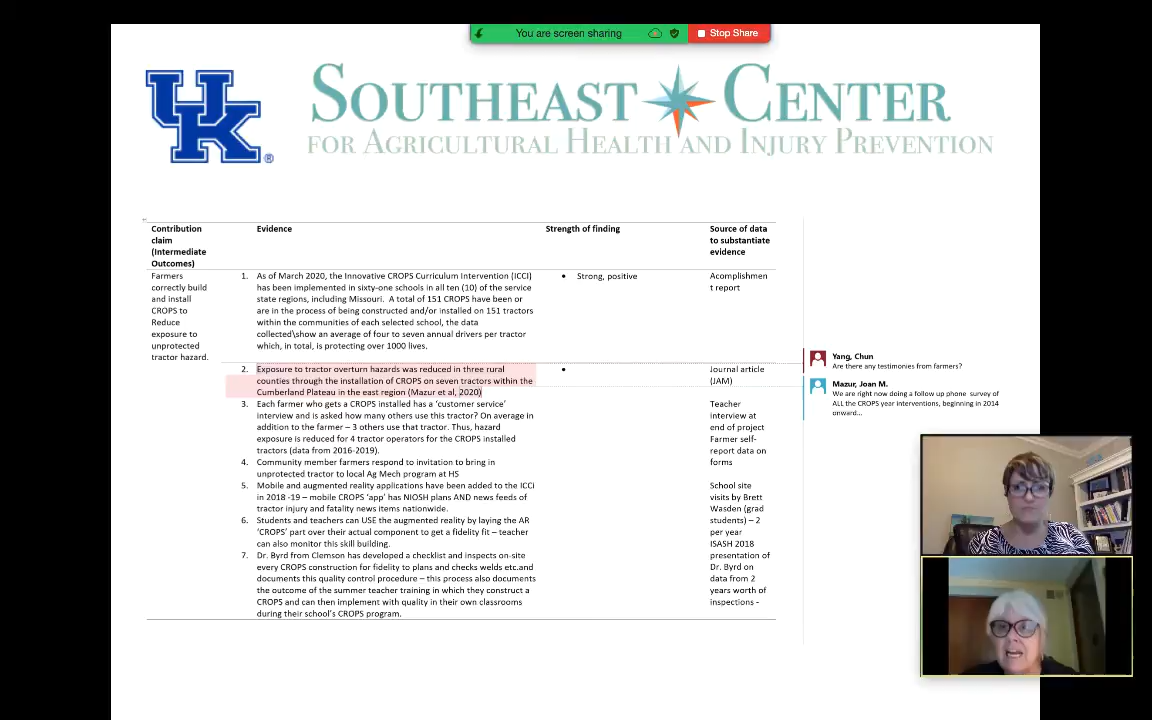 You are screen sharing
Stop Share
UK
®
SOUTHEAST CENTER
FOR AGRICULTURAL HEALTH AND INJURY PREVENTION
Contribution
claim
(Intermediate
Outcomes)
Evidence
Strength of finding
Source of data
to substantiate
evidence
Farmers
correctly build
and install
CROPS to
Reduce
exposure to
unprotected
tractor hazard.
1. As of March 2020, the Innovative CROPS Curriculum Intervention (ICCI)
has been implemented in sixty-one schools in all ten (10) of the service
state regions, including Missouri. A total of 151 CROPS have been or
are in the process of being constructed and/or installed on 151 tractors
within the communities of each selected school, the data
collected\show an average of four to seven annual drivers per tractor
which, in total, is protecting over 1000 lives.
• Strong, positive
Acomplishmen
t report
2. Exposure to tractor overturn hazards was reduced in three rural
counties through the installation of CROPS on seven tractors within the
Cumberland Plateau in the east region (Mazur et al, 2020)
•
Journal article
(JAM)
3. Each farmer who gets a CROPS installed has a ‘customer service’
interview and is asked how many others use this tractor? On average in
addition to the farmer – 3 others use that tractor. Thus, hazard
exposure is reduced for 4 tractor operators for the CROPS installed
tractors (data from 2016-2019).
4. Community member farmers respond to invitation to bring in
unprotected tractor to local Ag Mech program at HS
5. Mobile and augmented reality applications have been added to the ICCi
in 2018 -19 – mobile CROPS ‘app’ has NIOSH plans AND news feeds of
tractor injury and fatality news items nationwide.
6. Students and teachers can USE the augmented reality by laying the AR
‘CROPS’ part over their actual component to get a fidelity fit – teacher
can also monitor this skill building.
7. Dr. Byrd from Clemson has developed a checklist and inspects on-site
every CROPS construction for fidelity to plans and checks welds etc.and
documents this quality control procedure – this process also documents
the outcome of the summer teacher training in which they construct a
CROPS and can then implement with quality in their own classrooms
during their school’s CROPS program.
Teacher
interview at
end of project
Farmer self-
report data on
forms
School site
visits by Brett
Wasden (grad
students) – 2
per year
ISASH 2018
presentation of
Dr. Byrd on
data from 2
years worth of
inspections -
Yang, Chun
Are there any testimonies from farmers?
Mazur, Joan M.
We are right now doing a follow up phone survey of
ALL the CROPS year interventions, beginning in 2014
onward...